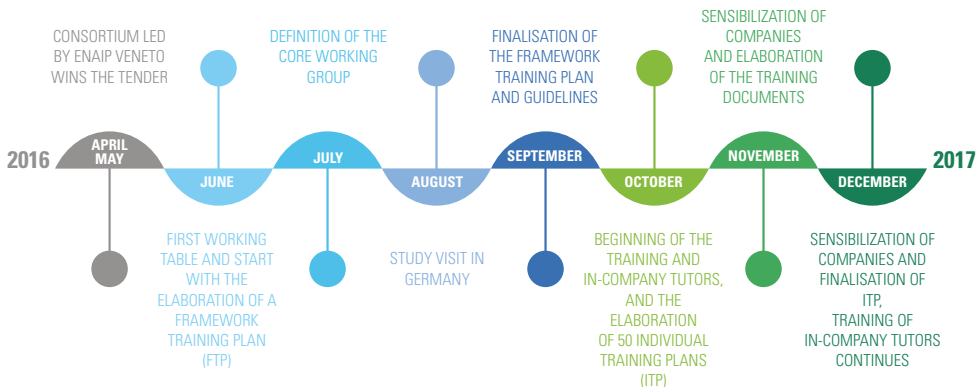 2016
CONSORTIUM LED
BY ENAIP VENETO
WINS THE TENDER
APRIL
MAY
JUNE
FIRST WORKING
TABLE AND START
WITH THE
ELABORATION OF A
FRAMEWORK
TRAINING PLAN
(FTP)
DEFINITION OF THE
CORE WORKING
GROUP
JULY
AUGUST
STUDY VISIT IN
GERMANY
FINALISATION OF
THE FRAMEWORK
TRAINING PLAN
AND GUIDELINES
SEPTEMBER
OCTOBER
BEGINNING OF THE
TRAINING AND
IN-COMPANY TUTORS,
AND THE
ELABORATION
OF 50 INDIVIDUAL
TRAINING PLANS
(ITP)
SENSIBILIZATION OF
COMPANIES
AND ELABORATION
OF THE TRAINING
DOCUMENTS
NOVEMBER
DECEMBER
SENSIBILIZATION OF
COMPANIES AND
FINALISATION OF
ITP,
TRAINING OF
IN-COMPANY TUTORS
CONTINUES
2017